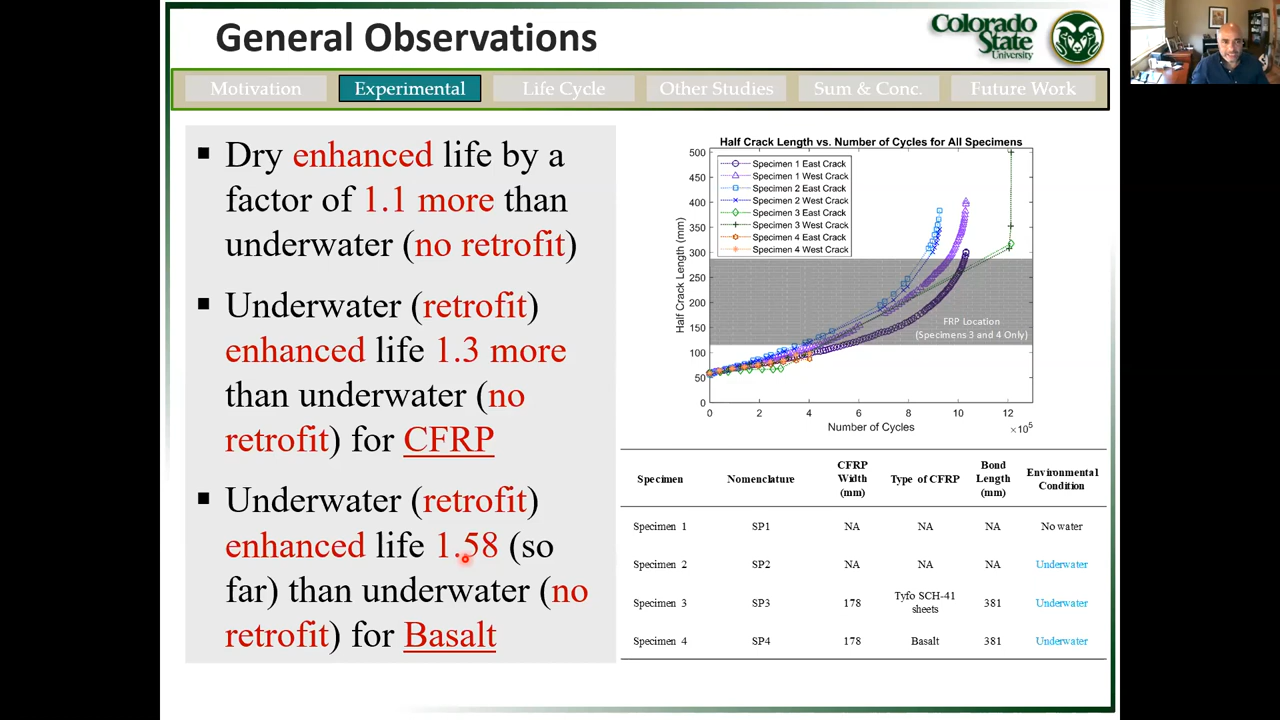 General Observations
Colorado
State
University
Motivation
Experimental
Life Cycle
Other Studies
Sum & Conc.
Future Work
▪ Dry enhanced life by a
factor of 1.1 more than
underwater (no retrofit)
▪ Underwater (retrofit)
enhanced life 1.3 more
than underwater (no
retrofit) for CFRP
▪ Underwater (retrofit)
enhanced life 1.58 (so
far) than underwater (no
retrofit) for Basalt
Half Crack Length vs. Number of Cycles for All Specimens
Specimen 1 East Crack
Specimen 1 West Crack
Specimen 2 East Crack
Specimen 2 West Crack
Specimen 3 East Crack
Specimen 3 West Crack
Specimen 4 East Crack
Specimen 4 West Crack
Half Crack Length (mm)
500
450
400
350
300
250
200
150
100
50
0
FRP Location
(Specimens 3 and 4 Only)
0 2 4 6 8 10 12
Number of Cycles
×10⁵
Specimen Nomenclature CFRP Width (mm) Type of CFRP Bond Length (mm) Environmental Condition
Specimen 1 SP1 NA NA NA No water
Specimen 2 SP2 NA NA NA Underwater
Specimen 3 SP3 178 Tyfo SCH-41 sheets 381 Underwater
Specimen 4 SP4 178 Basalt 381 Underwater